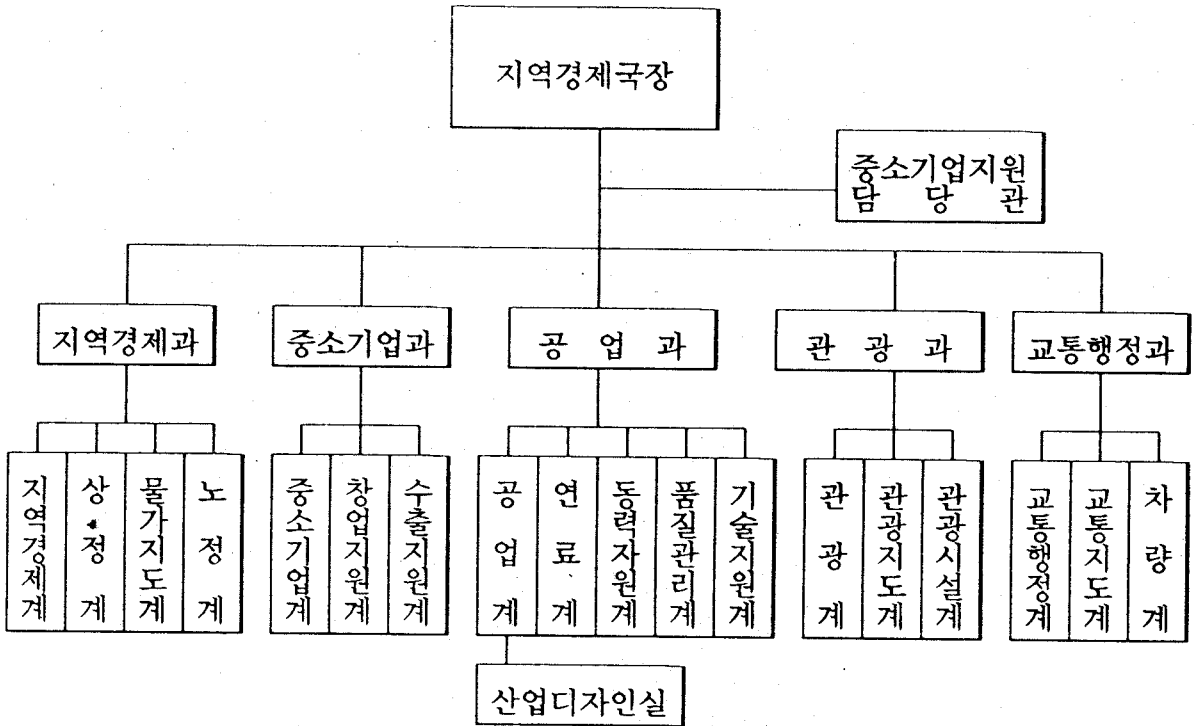 지역경제국장
중소기업지원
담 당 관
지역경제과
중소기업과
공 업 과
관 광 과
교통행정과
지역경제계
상정계
물가지도계
노정계
중소기업계
창업지원계
수출지원계
공업계
연료계
동력자원계
품질관리계
기술지원계
관광계
관광지도계
관광시설계
교통행정계
교통지도계
차량계
산업디자인실